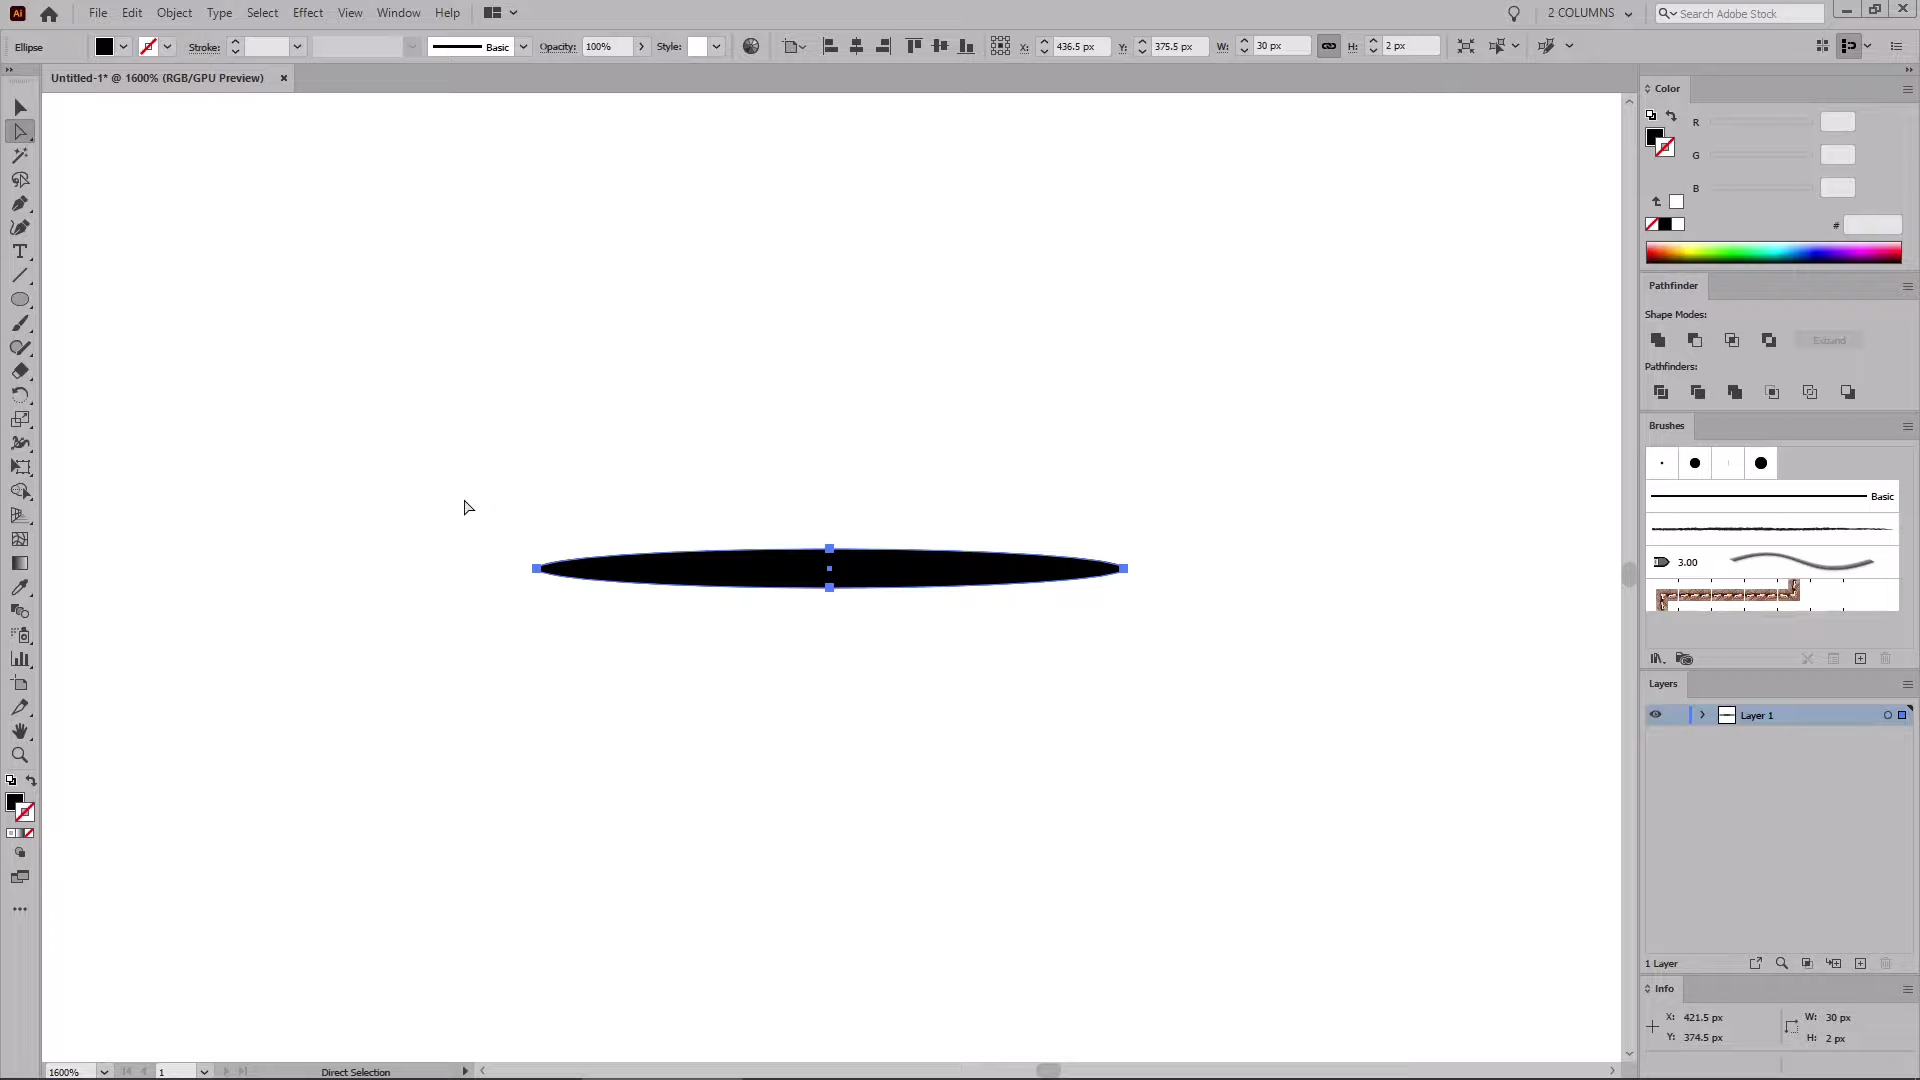 Ai File Edit Object Type Select Effect View Window Help 2 COLUMNS Search Adobe Stock
Ellipse Stroke: Basic Opacity: 100% Style: X: 436.5 px Y: 375.5 px W: 30 px H: 2 px
Untitled-1* @ 1600% (RGB/GPU Preview)
Color
R
G
B
#
Pathfinder
Shape Modes:
Expand
Pathfinders:
Brushes
Basic
3.00
Layers
Layer 1
1 Layer
Info
X: 421.5 px W: 30 px
Y: 374.5 px H: 2 px
1600% 1 Direct Selection